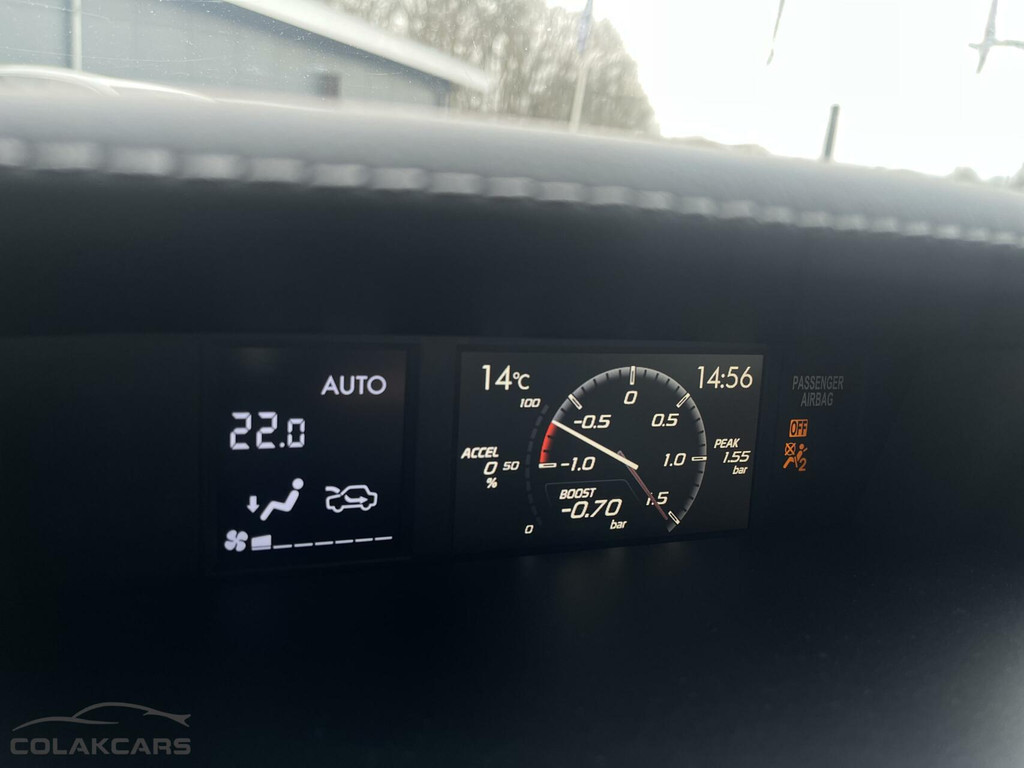 AUTO
22.0
14°C
14:56
100
ACCEL
0
%
50
0
0
-0.5
0.5
-1.0
1.0
1.5
BOOST
-0.70
bar
PEAK
1.55
bar
PASSENGER
AIRBAG
OFF
2
COLAKCARS